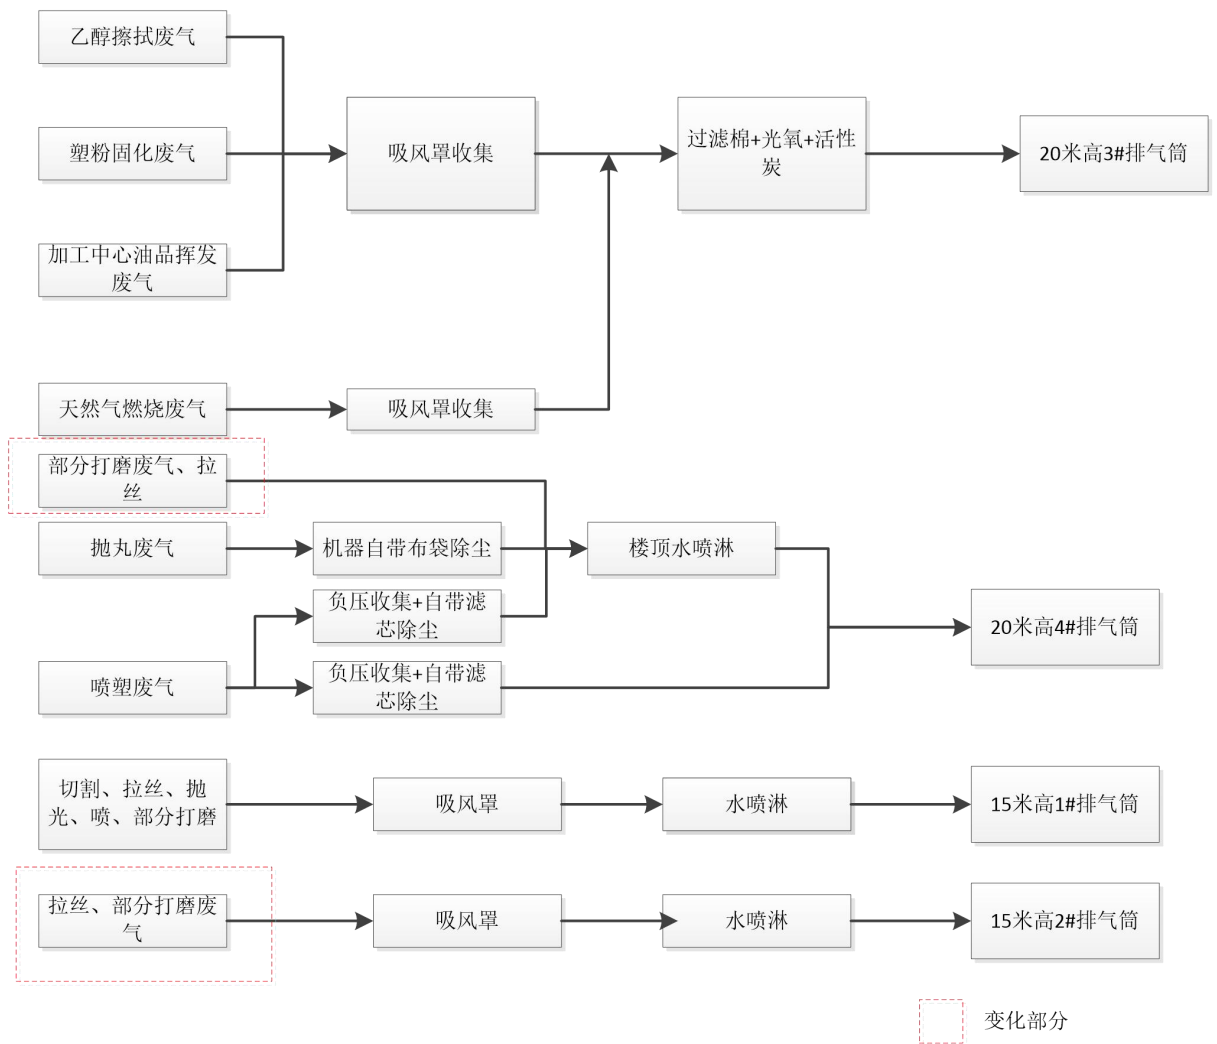 乙醇擦拭废气
塑粉固化废气
加工中心油品挥发
废气
吸风罩收集
过滤棉+光氧+活性
炭
20米高3#排气筒
天然气燃烧废气
吸风罩收集
部分打磨废气、拉
丝
抛丸废气
机器自带布袋除尘
楼顶水喷淋
负压收集+自带滤
芯除尘
喷塑废气
负压收集+自带滤
芯除尘
20米高4#排气筒
切割、拉丝、抛
光、喷、部分打磨
吸风罩
水喷淋
15米高1#排气筒
拉丝、部分打磨废
气
吸风罩
水喷淋
15米高2#排气筒
变化部分